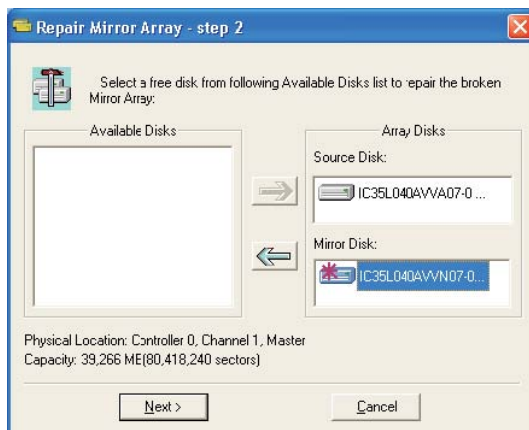 Repair Mirror Array - step 2
Select a free disk from following Available Disks list to repair the broken
Mirror Array:
Available Disks
Array Disks
Source Disk:
IC35L040AVVA07-0 ...
Mirror Disk:
IC35L040AVVN07-0...
Physical Location: Controller 0, Channel 1, Master
Capacity: 39,266 ME(80,418,240 sectors)
Next >
Cancel